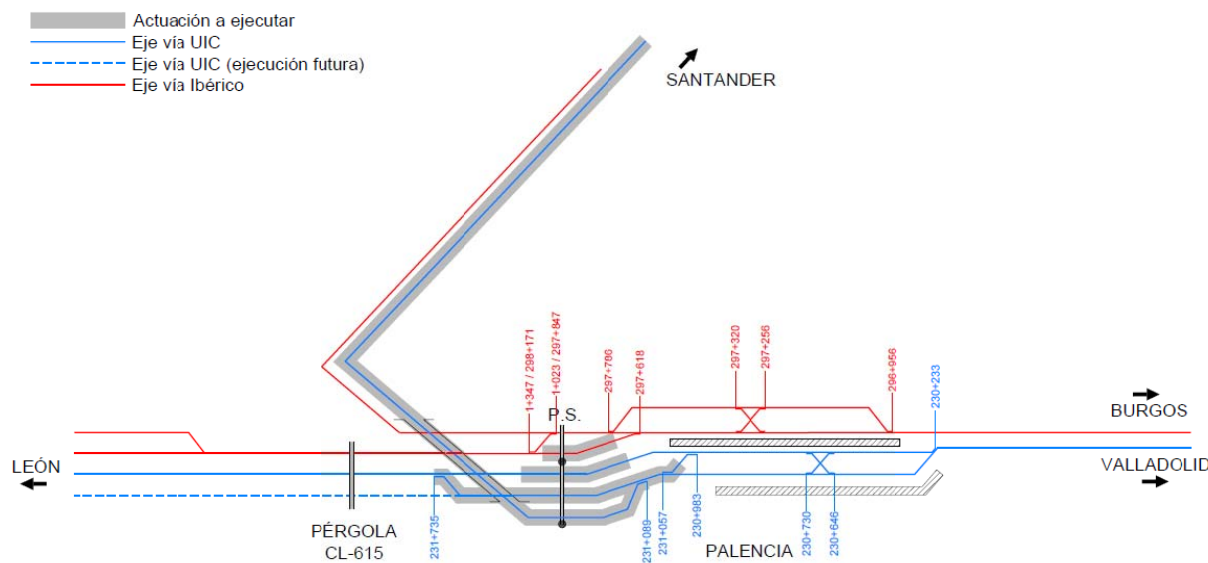 Actuación a ejecutar
Eje vía UIC
Eje vía UIC (ejecución futura)
Eje vía Ibérico
SANTANDER
1+347 / 298+171
1+023 / 297+847
297+786
297+618
297+320
297+256
296+956
230+233
P.S.
BURGOS
LEÓN
VALLADOLID
PÉRGOLA
CL-615
231+735
231+089
231+057
230+983
PALENCIA
230+730
230+646